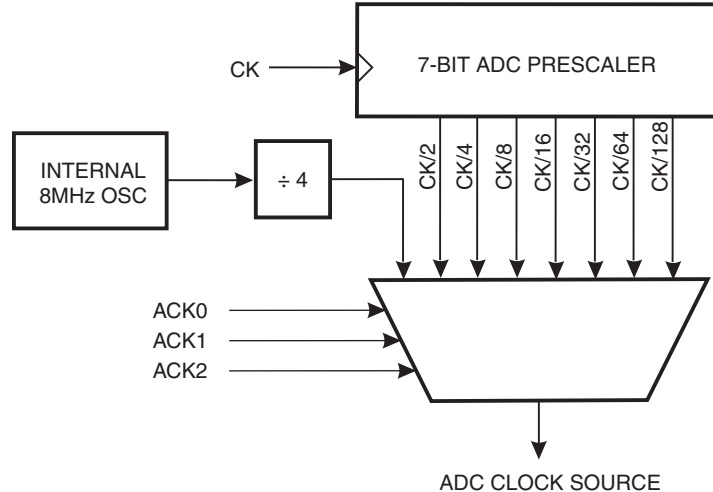 CK
7-BIT ADC PRESCALER
INTERNAL
8MHz OSC
÷ 4
CK/2
CK/4
CK/8
CK/16
CK/32
CK/64
CK/128
ACK0
ACK1
ACK2
ADC CLOCK SOURCE